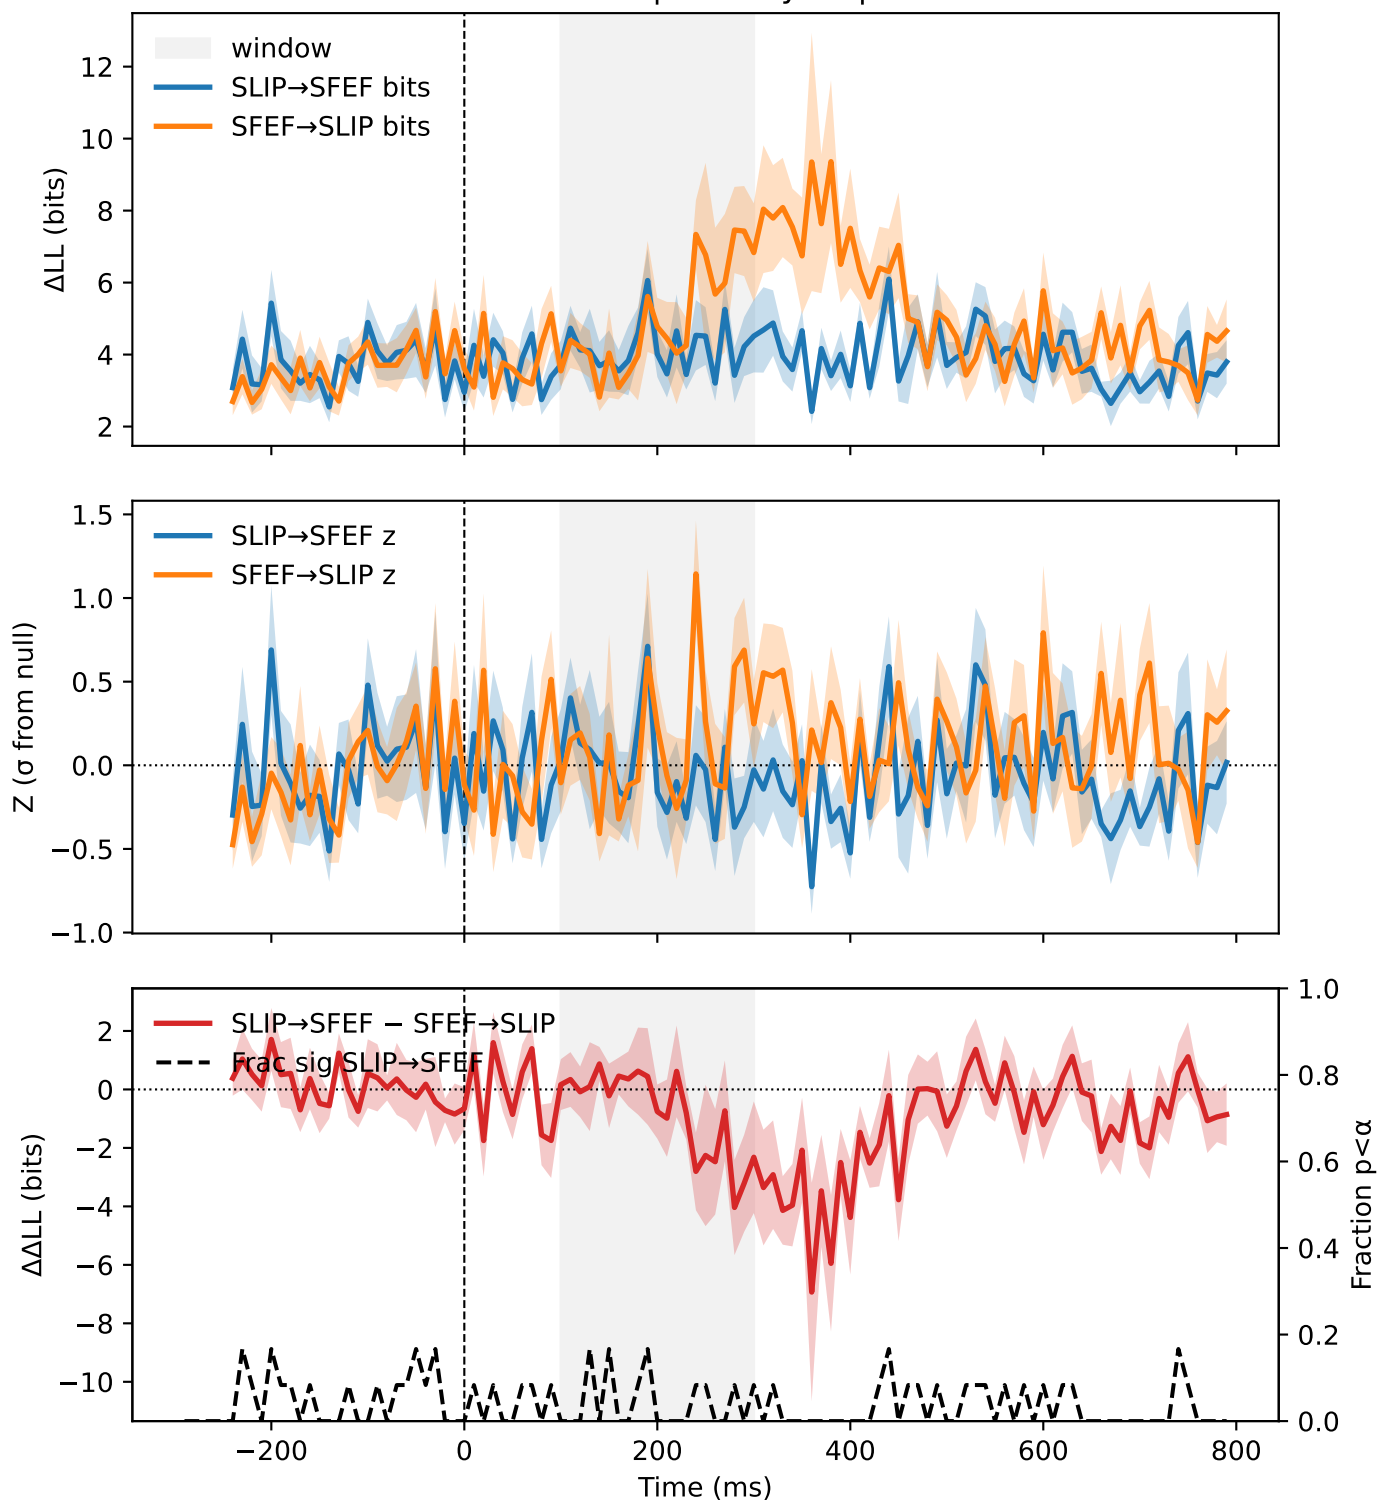 window
SLIP→SFEF bits
SFEF→SLIP bits
ΔLL (bits)
12
10
8
6
4
2
SLIP→SFEF z
SFEF→SLIP z
Z (σ from null)
1.5
1.0
0.5
0.0
−0.5
−1.0
SLIP→SFEF − SFEF→SLIP
Frac sig SLIP→SFEF
ΔΔLL (bits)
2
0
−2
−4
−6
−8
−10
1.0
0.8
0.6
0.4
0.2
0.0
Fraction p<α
−200
0
200
400
600
800
Time (ms)